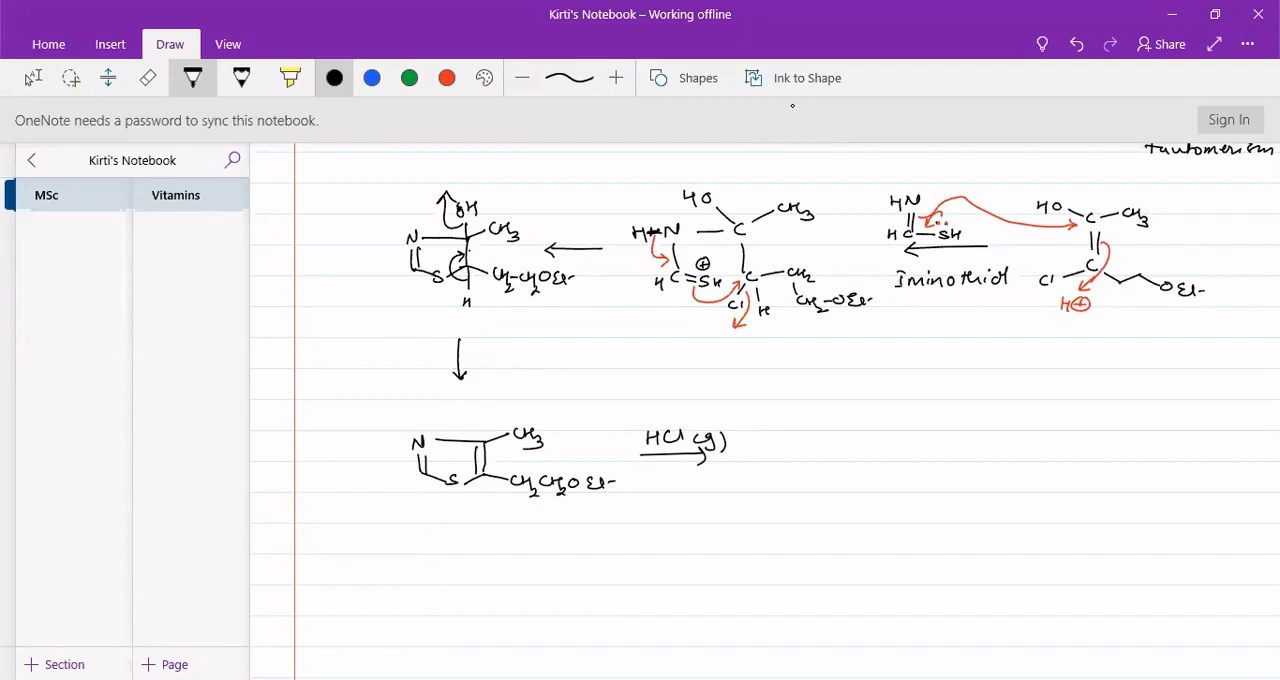 Kirti's Notebook – Working offline
Home Insert Draw View
Share
Shapes Ink to Shape
OneNote needs a password to sync this notebook.
Sign In
Kirti's Notebook
MSc Vitamins
Tautomerism
OH
N CH3
S CH2-CH2OEt
H
HO
CH3
H N C
H C=SH ⊕ C CH2
Cl H CH2-OEt
HN
H C SH
Iminothiol
HO C CH3
C
Cl OEt
H⊕
N CH3
S CH2CH2OEt
HCl (g)
Section Page